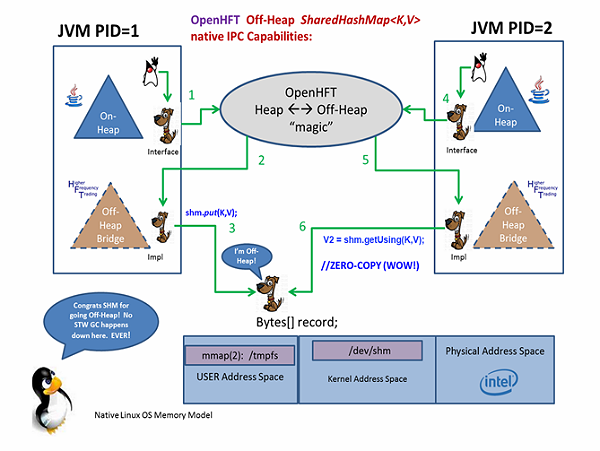 OpenHFT Off-Heap SharedHashMap<K,V>
native IPC Capabilities:
JVM PID=1
JVM PID=2
On-
Heap
Java
Interface
1
OpenHFT
Heap ←→ Off-Heap
“magic”
4
On-
Heap
Java
Interface
2
5
Higher
Frequency
Trading
Off-
Heap
Bridge
Impl
shm.put(K,V);
3
6
V2 = shm.getUsing(K,V);
//ZERO-COPY (WOW!)
Higher
Frequency
Trading
Off-
Heap
Bridge
Impl
I'm Off-
Heap!
Bytes[] record;
Congrats SHM for
going Off-Heap! No
STW GC happens
down here. EVER!
mmap(2): /tmpfs
USER Address Space
/dev/shm
Kernel Address Space
Physical Address Space
intel
Native Linux OS Memory Model